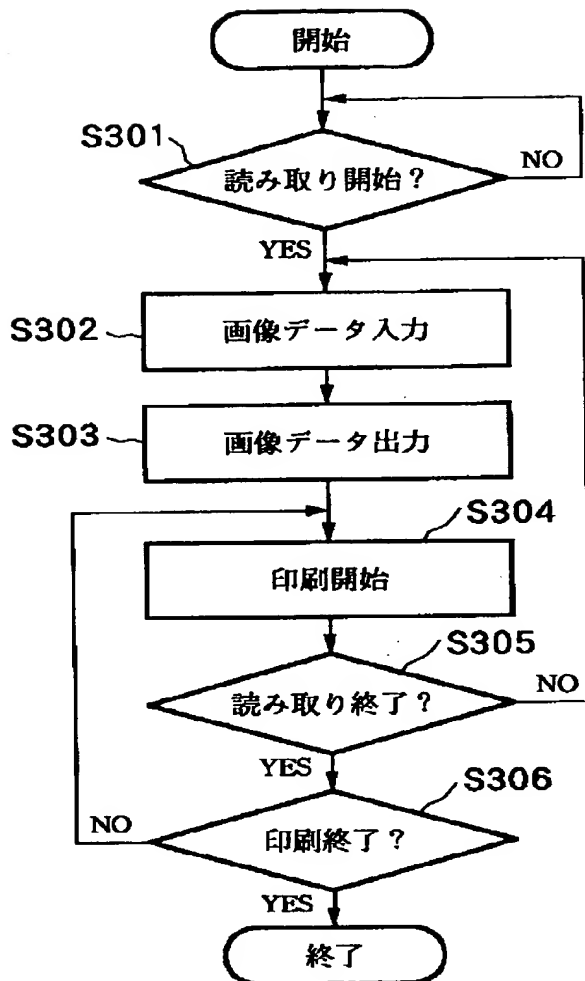 開始
S301
読み取り開始?
NO
YES
S302
画像データ入力
S303
画像データ出力
S304
印刷開始
S305
読み取り終了?
NO
YES
S306
印刷終了?
NO
YES
終了